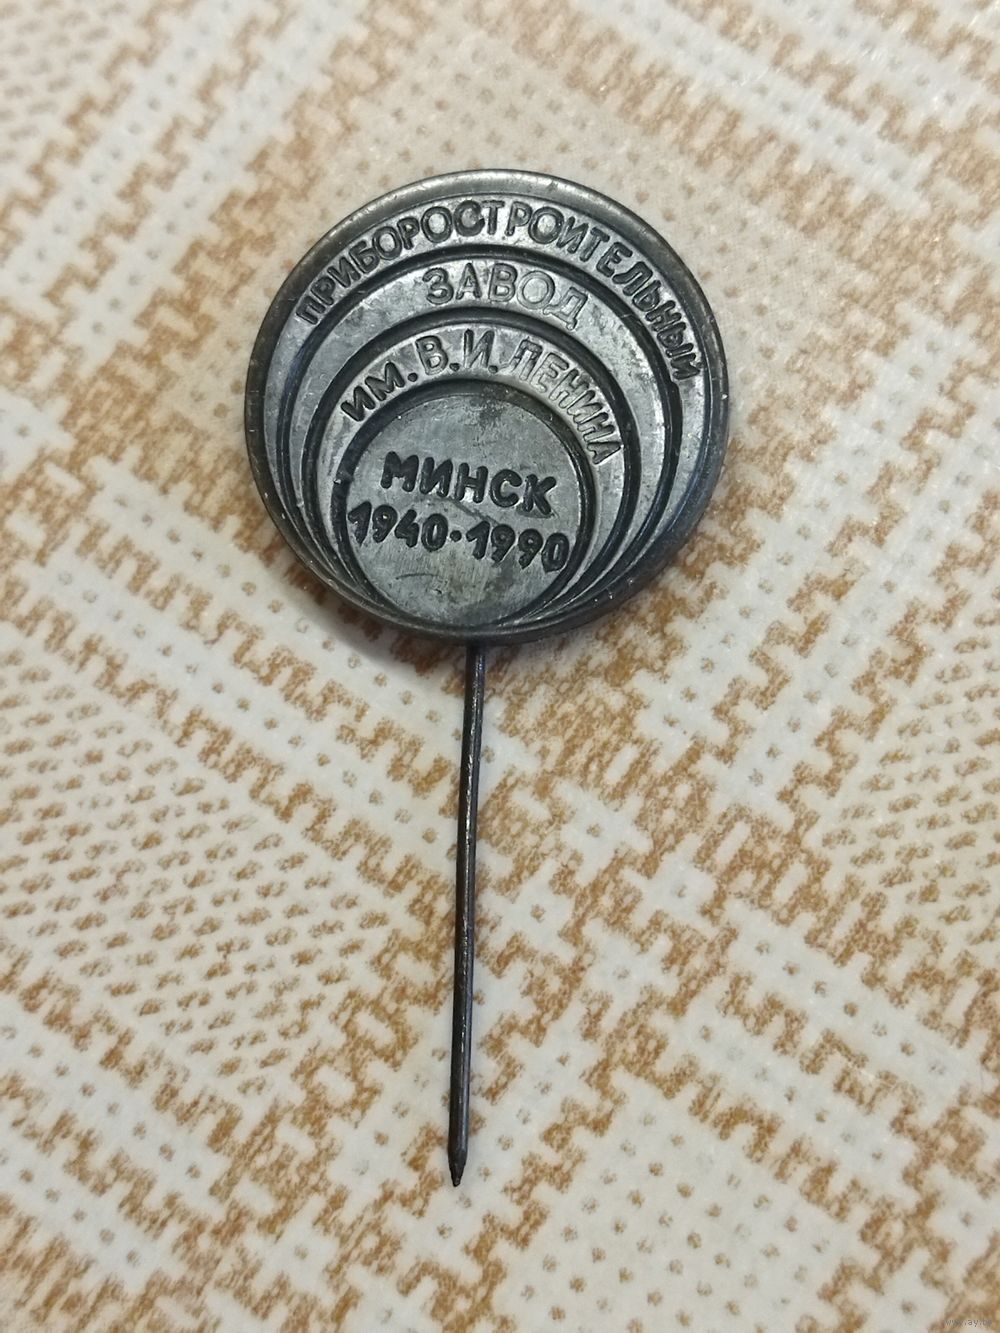 ПРИБОРОСТРОИТЕЛЬНЫЙ
ЗАВОД
ИМ. В. И. ЛЕНИНА
МИНСК
1940·1990